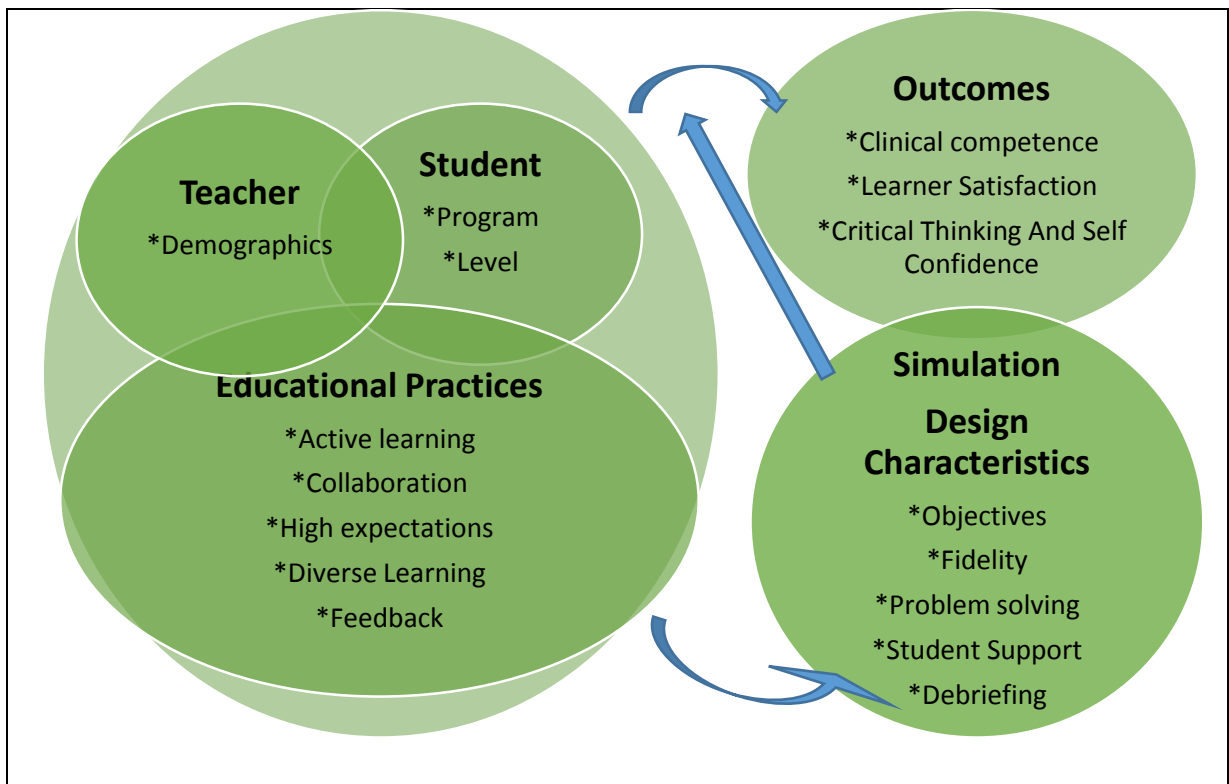 Teacher
*Demographics
Student
*Program
*Level
Educational Practices
*Active learning
*Collaboration
*High expectations
*Diverse Learning
*Feedback
Outcomes
*Clinical competence
*Learner Satisfaction
*Critical Thinking And Self
Confidence
Simulation
Design
Characteristics
*Objectives
*Fidelity
*Problem solving
*Student Support
*Debriefing